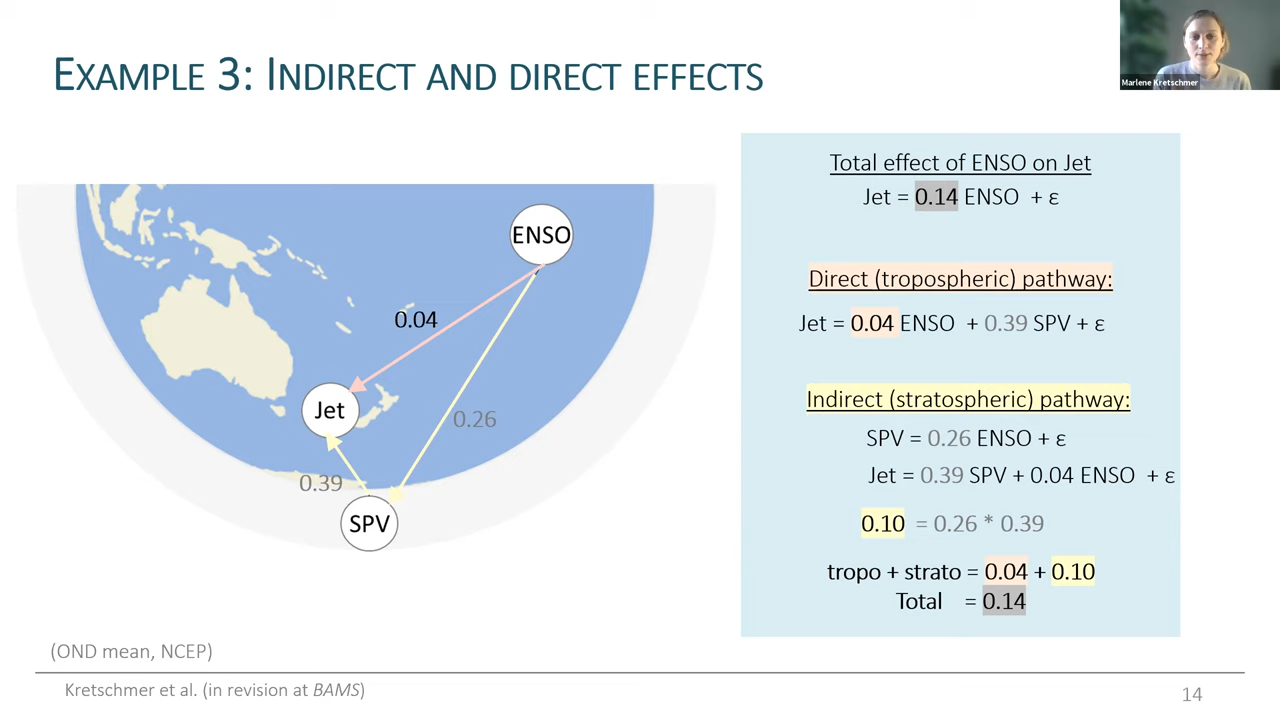 EXAMPLE 3: INDIRECT AND DIRECT EFFECTS
Marlene Kretschmer
ENSO
0.04
Jet
0.26
0.39
SPV
Total effect of ENSO on Jet
Jet = 0.14 ENSO + ε
Direct (tropospheric) pathway:
Jet = 0.04 ENSO + 0.39 SPV + ε
Indirect (stratospheric) pathway:
SPV = 0.26 ENSO + ε
Jet = 0.39 SPV + 0.04 ENSO + ε
0.10 = 0.26 * 0.39
tropo + strato = 0.04 + 0.10
Total = 0.14
(OND mean, NCEP)
Kretschmer et al. (in revision at BAMS)
14